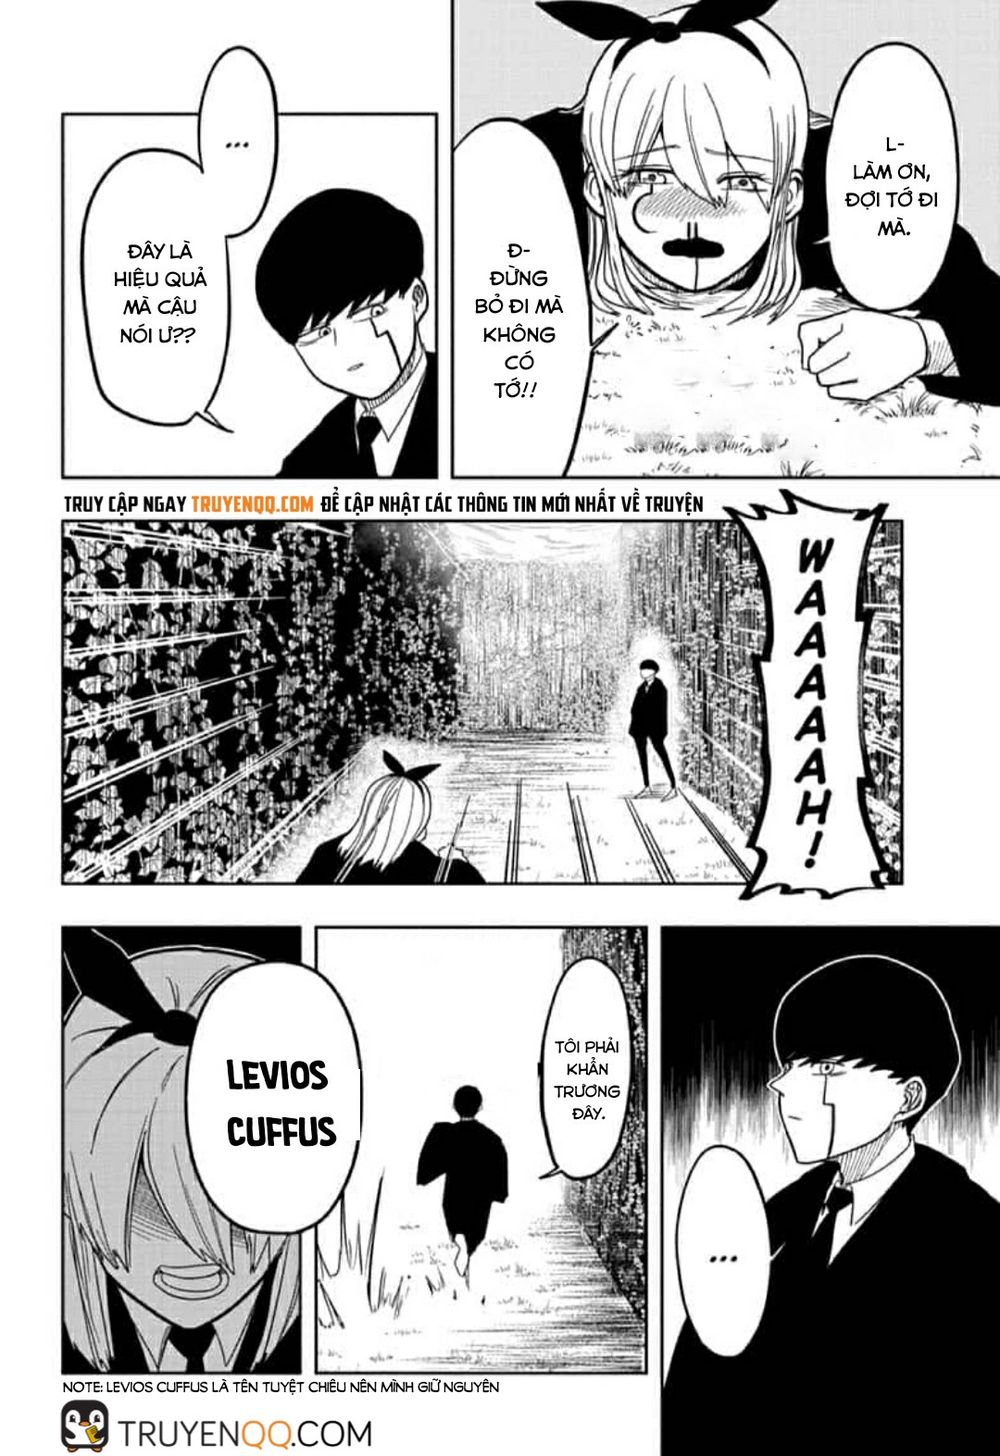 L-
LÀM ƠN,
ĐỢI TỚ ĐI
MÀ.
Đ-
ĐỪNG
BỎ ĐI MÀ
KHÔNG
CÓ
TỚ!!
...
ĐÂY LÀ
HIỆU QUẢ
MÀ CẬU
NÓI Ư??
TRUY CẬP NGAY TRUYENQQ.COM ĐỂ CẬP NHẬT CÁC THÔNG TIN MỚI NHẤT VỀ TRUYỆN
WAAAAAH!
...
TÔI PHẢI
KHẨN
TRƯƠNG
ĐÂY.
LEVIOS
CUFFUS
NOTE: LEVIOS CUFFUS LÀ TÊN TUYỆT CHIÊU NÊN MÌNH GIỮ NGUYÊN
TRUYENQQ.COM